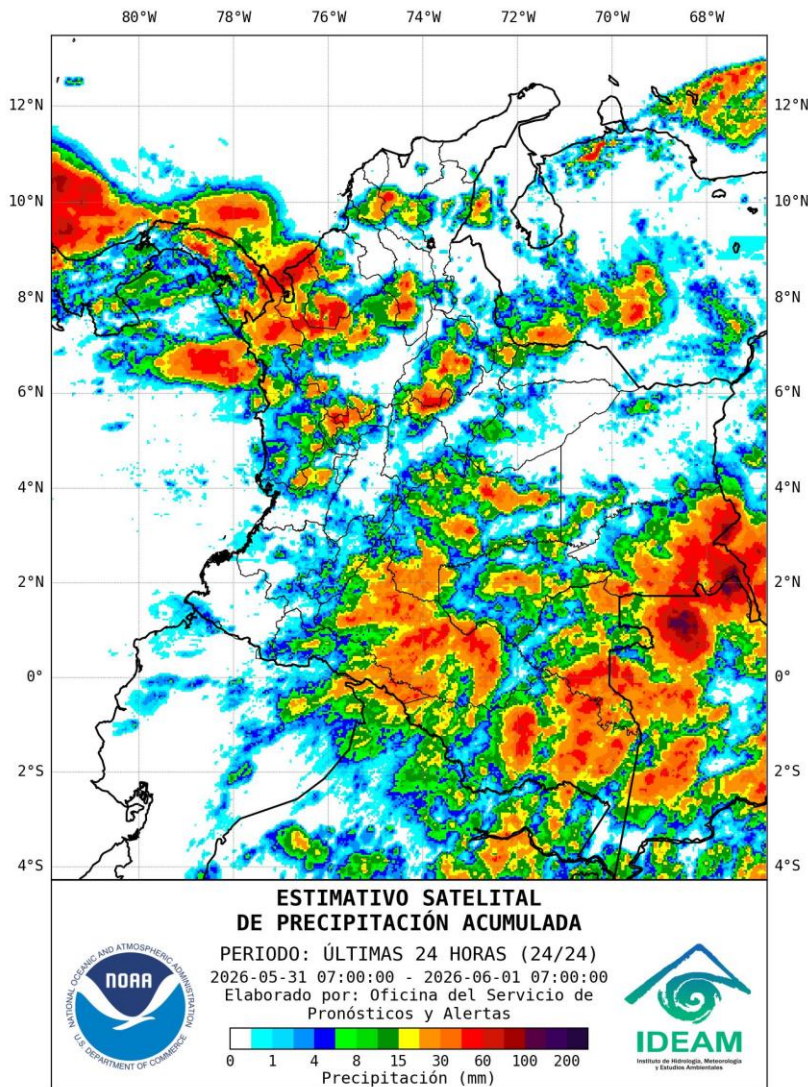 80°W 78°W 76°W 74°W 72°W 70°W 68°W
12°N 12°N
10°N 10°N
8°N 8°N
6°N 6°N
4°N 4°N
2°N 2°N
0° 0°
2°S 2°S
4°S 4°S
ESTIMATIVO SATELITAL
DE PRECIPITACIÓN ACUMULADA
PERIODO: ÚLTIMAS 24 HORAS (24/24)
2026-05-31 07:00:00 - 2026-06-01 07:00:00
Elaborado por: Oficina del Servicio de
Pronósticos y Alertas
0 1 4 8 15 30 60 100 200
Precipitación (mm)
NATIONAL OCEANIC AND ATMOSPHERIC ADMINISTRATION
NOAA
U.S. DEPARTMENT OF COMMERCE
IDEAM
Instituto de Hidrología, Meteorología
y Estudios Ambientales